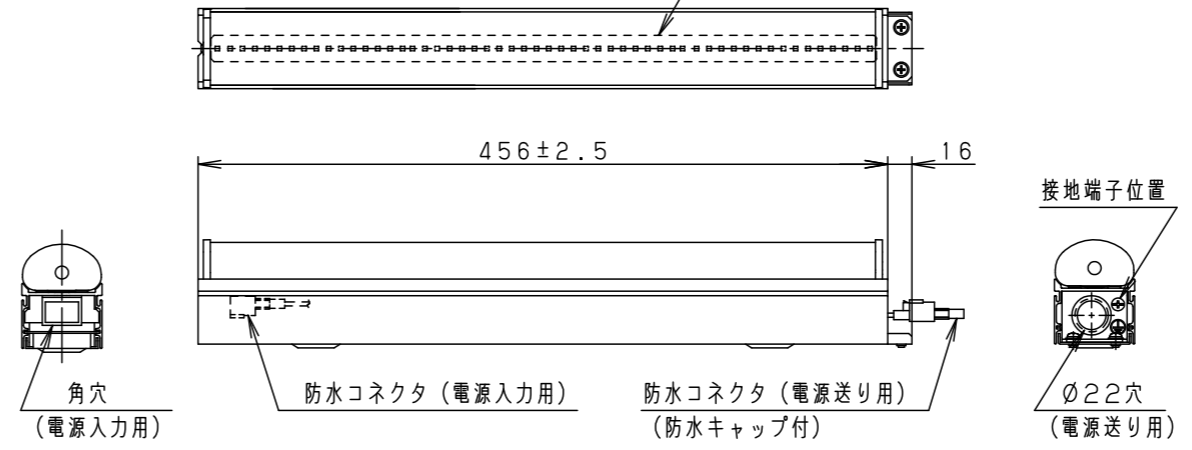 456±2.5
16
接地端子位置
角穴
(電源入力用)
防水コネクタ (電源入力用)
防水コネクタ (電源送り用)
(防水キャップ付)
Ø22穴
(電源送り用)